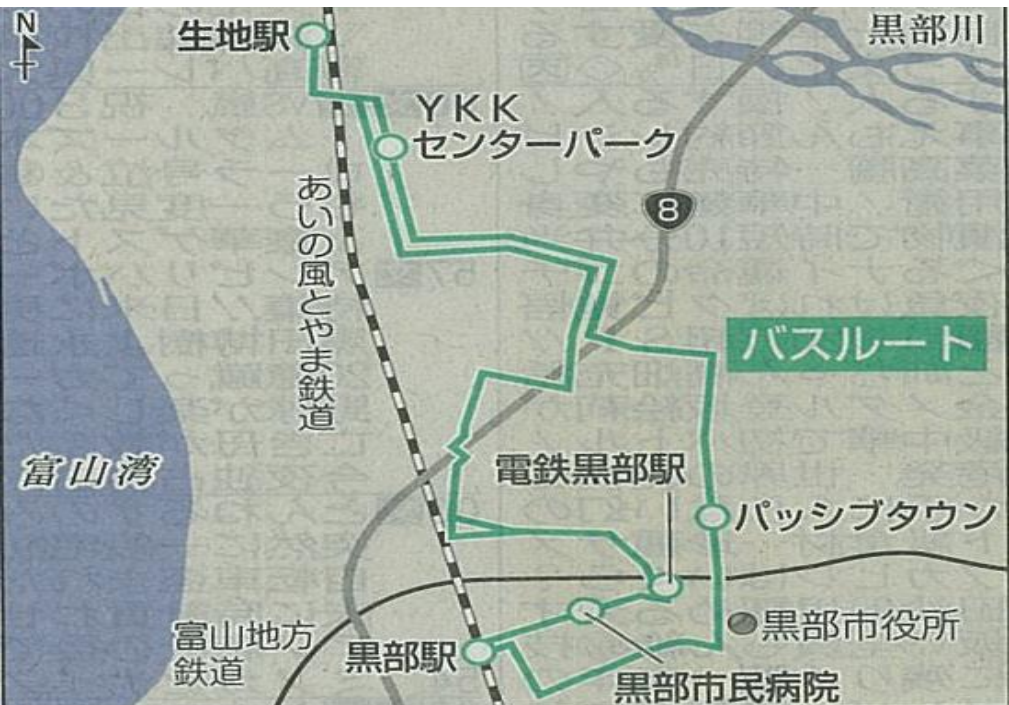 N
生地駅
黒部川
YKK
センターパーク
あいの風とやま鉄道
8
バスルート
富山湾
電鉄黒部駅
パッシブタウン
富山地方
鉄道
黒部駅
黒部市役所
黒部市民病院